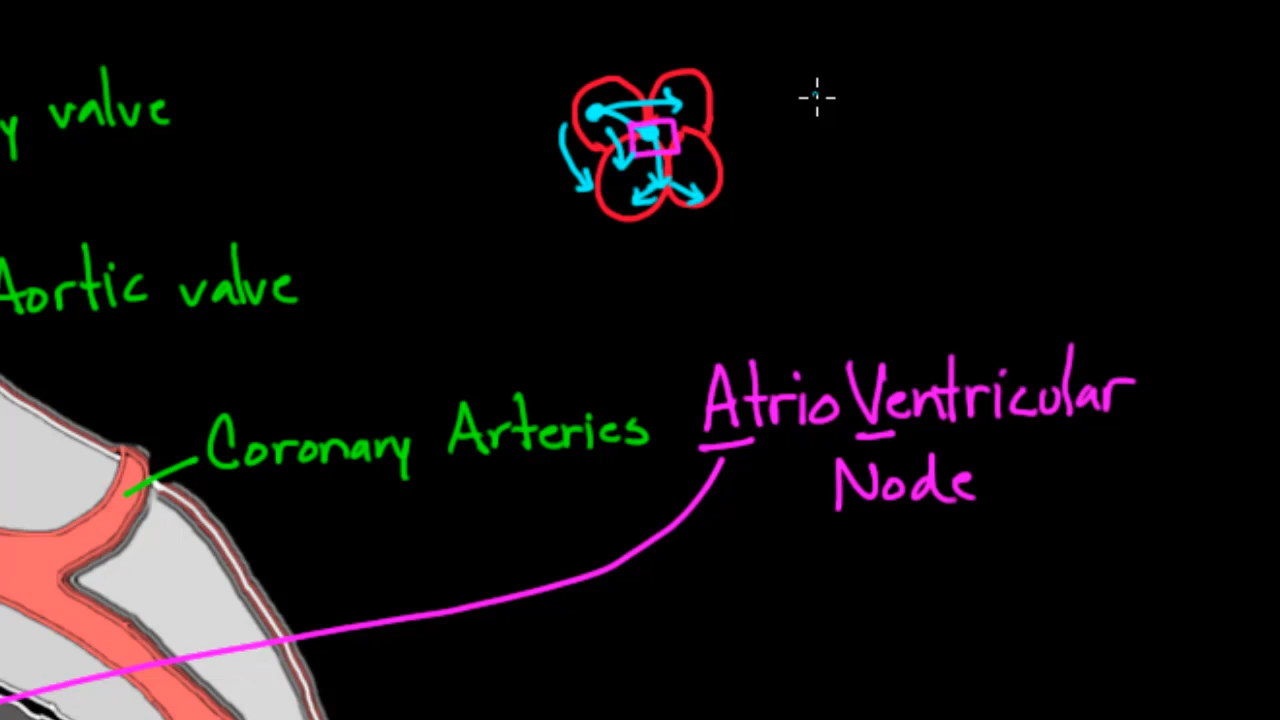 y valve
Aortic valve
Coronary Arteries
AtrioVentricular
Node